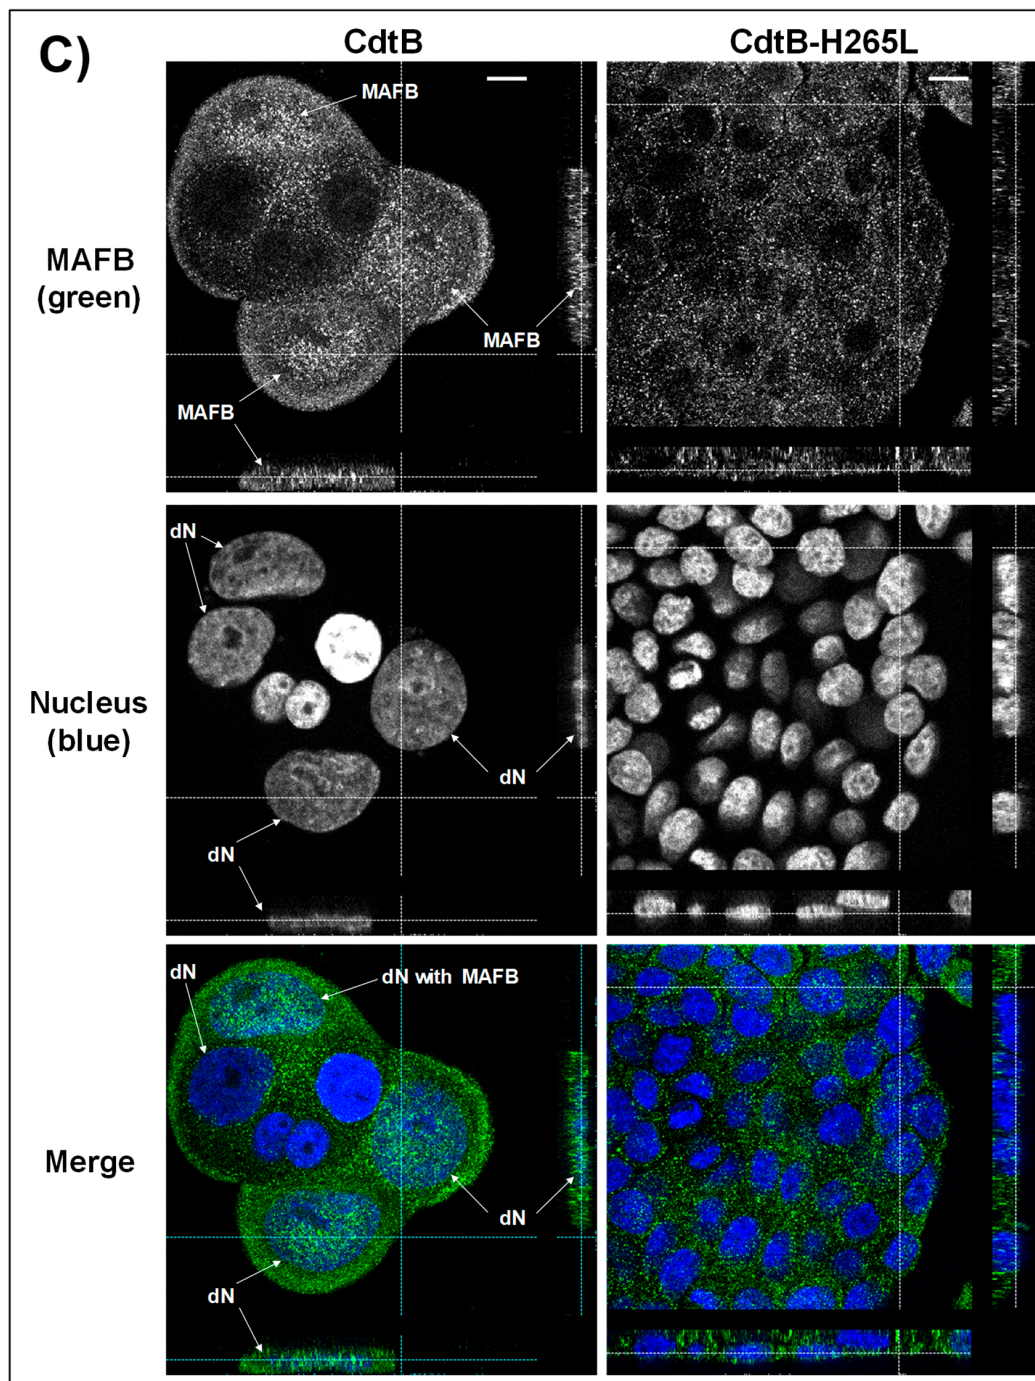 C)
CdtB
CdtB-H265L
MAFB
(green)
MAFB
MAFB
MAFB
Nucleus
(blue)
dN
dN
dN
Merge
dN
dN with MAFB
dN
dN